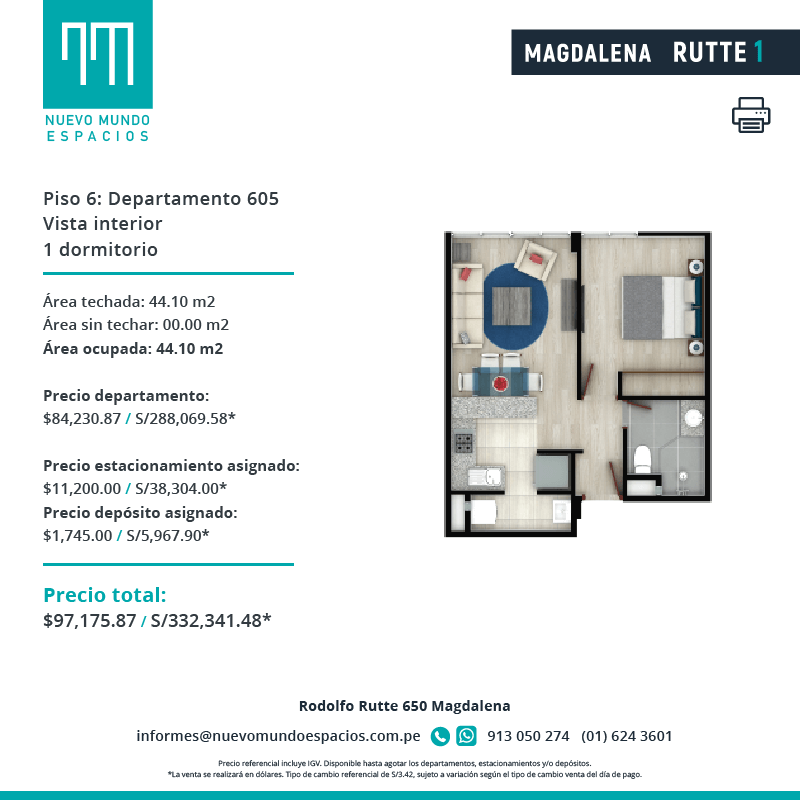 NUEVO MUNDO
ESPACIOS
MAGDALENA RUTTE 1
Piso 6: Departamento 605
Vista interior
1 dormitorio
Área techada: 44.10 m2
Área sin techar: 00.00 m2
Área ocupada: 44.10 m2
Precio departamento:
$84,230.87 / S/288,069.58*
Precio estacionamiento asignado:
$11,200.00 / S/38,304.00*
Precio depósito asignado:
$1,745.00 / S/5,967.90*
Precio total:
$97,175.87 / S/332,341.48*
Rodolfo Rutte 650 Magdalena
informes@nuevomundoespacios.com.pe 913 050 274 (01) 624 3601
Precio referencial incluye IGV. Disponible hasta agotar los departamentos, estacionamientos y/o depósitos.
*La venta se realizará en dólares. Tipo de cambio referencial de S/3.42, sujeto a variación según el tipo de cambio venta del día de pago.